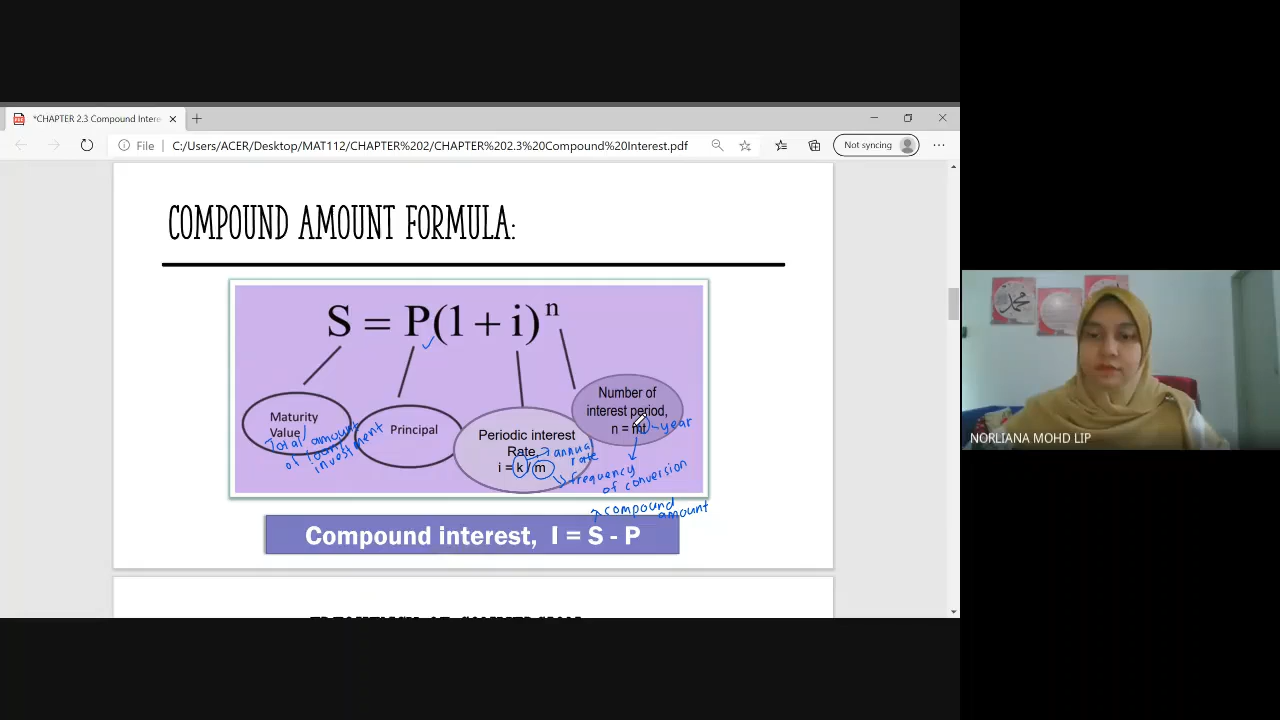 *CHAPTER 2.3 Compound Intere
File
C:/Users/ACER/Desktop/MAT112/CHAPTER%202/CHAPTER%202.3%20Compound%20Interest.pdf
Not syncing
COMPOUND AMOUNT FORMULA:
S = P(1 + i)^n
Maturity
Value
Total amount
of loan
investment
Principal
Periodic interest
Rate,
i = k / m
annual
rate
Number of
interest period,
n = mt
year
frequency
of conversion
compound
amount
Compound interest, I = S - P
NORLIANA MOHD LIP